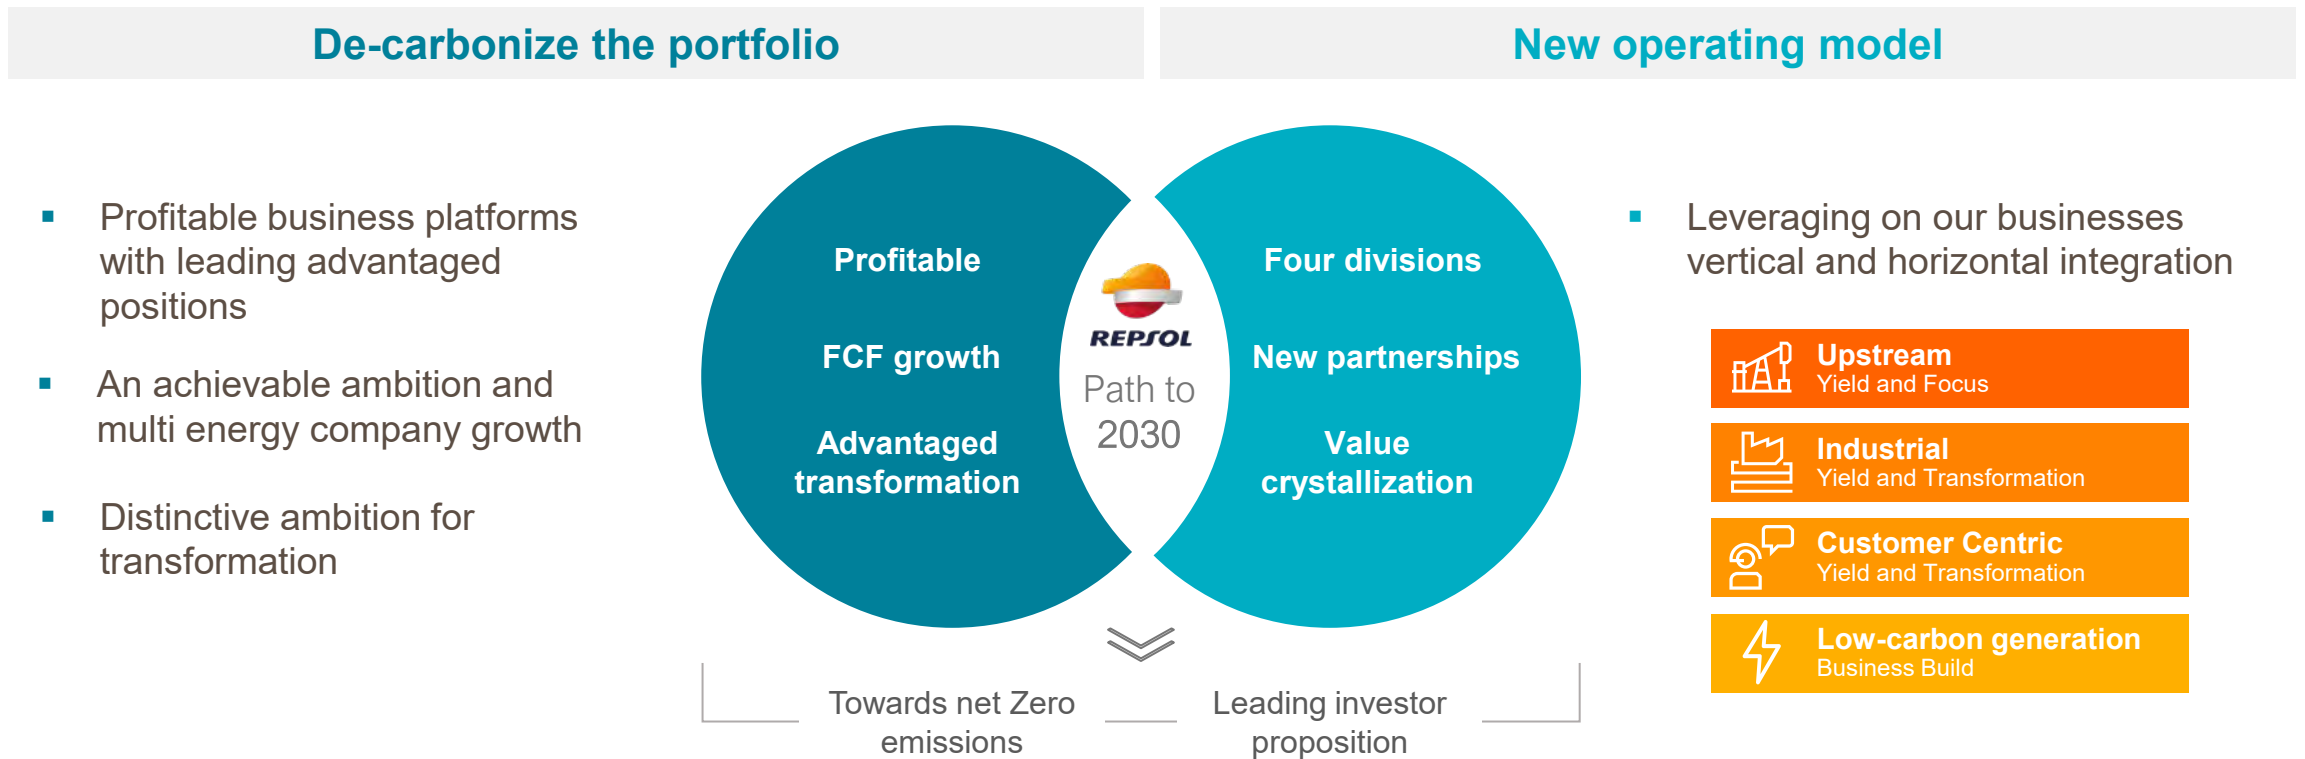 De-carbonize the portfolio
New operating model
Profitable business platforms
with leading advantaged
positions
An achievable ambition and
multi energy company growth
Distinctive ambition for
transformation
Profitable
FCF growth
Advantaged
transformation
REPSOL
Path to
2030
Four divisions
New partnerships
Value
crystallization
Leveraging on our businesses
vertical and horizontal integration
Upstream
Yield and Focus
Industrial
Yield and Transformation
Customer Centric
Yield and Transformation
Low-carbon generation
Business Build
Towards net Zero
emissions
Leading investor
proposition